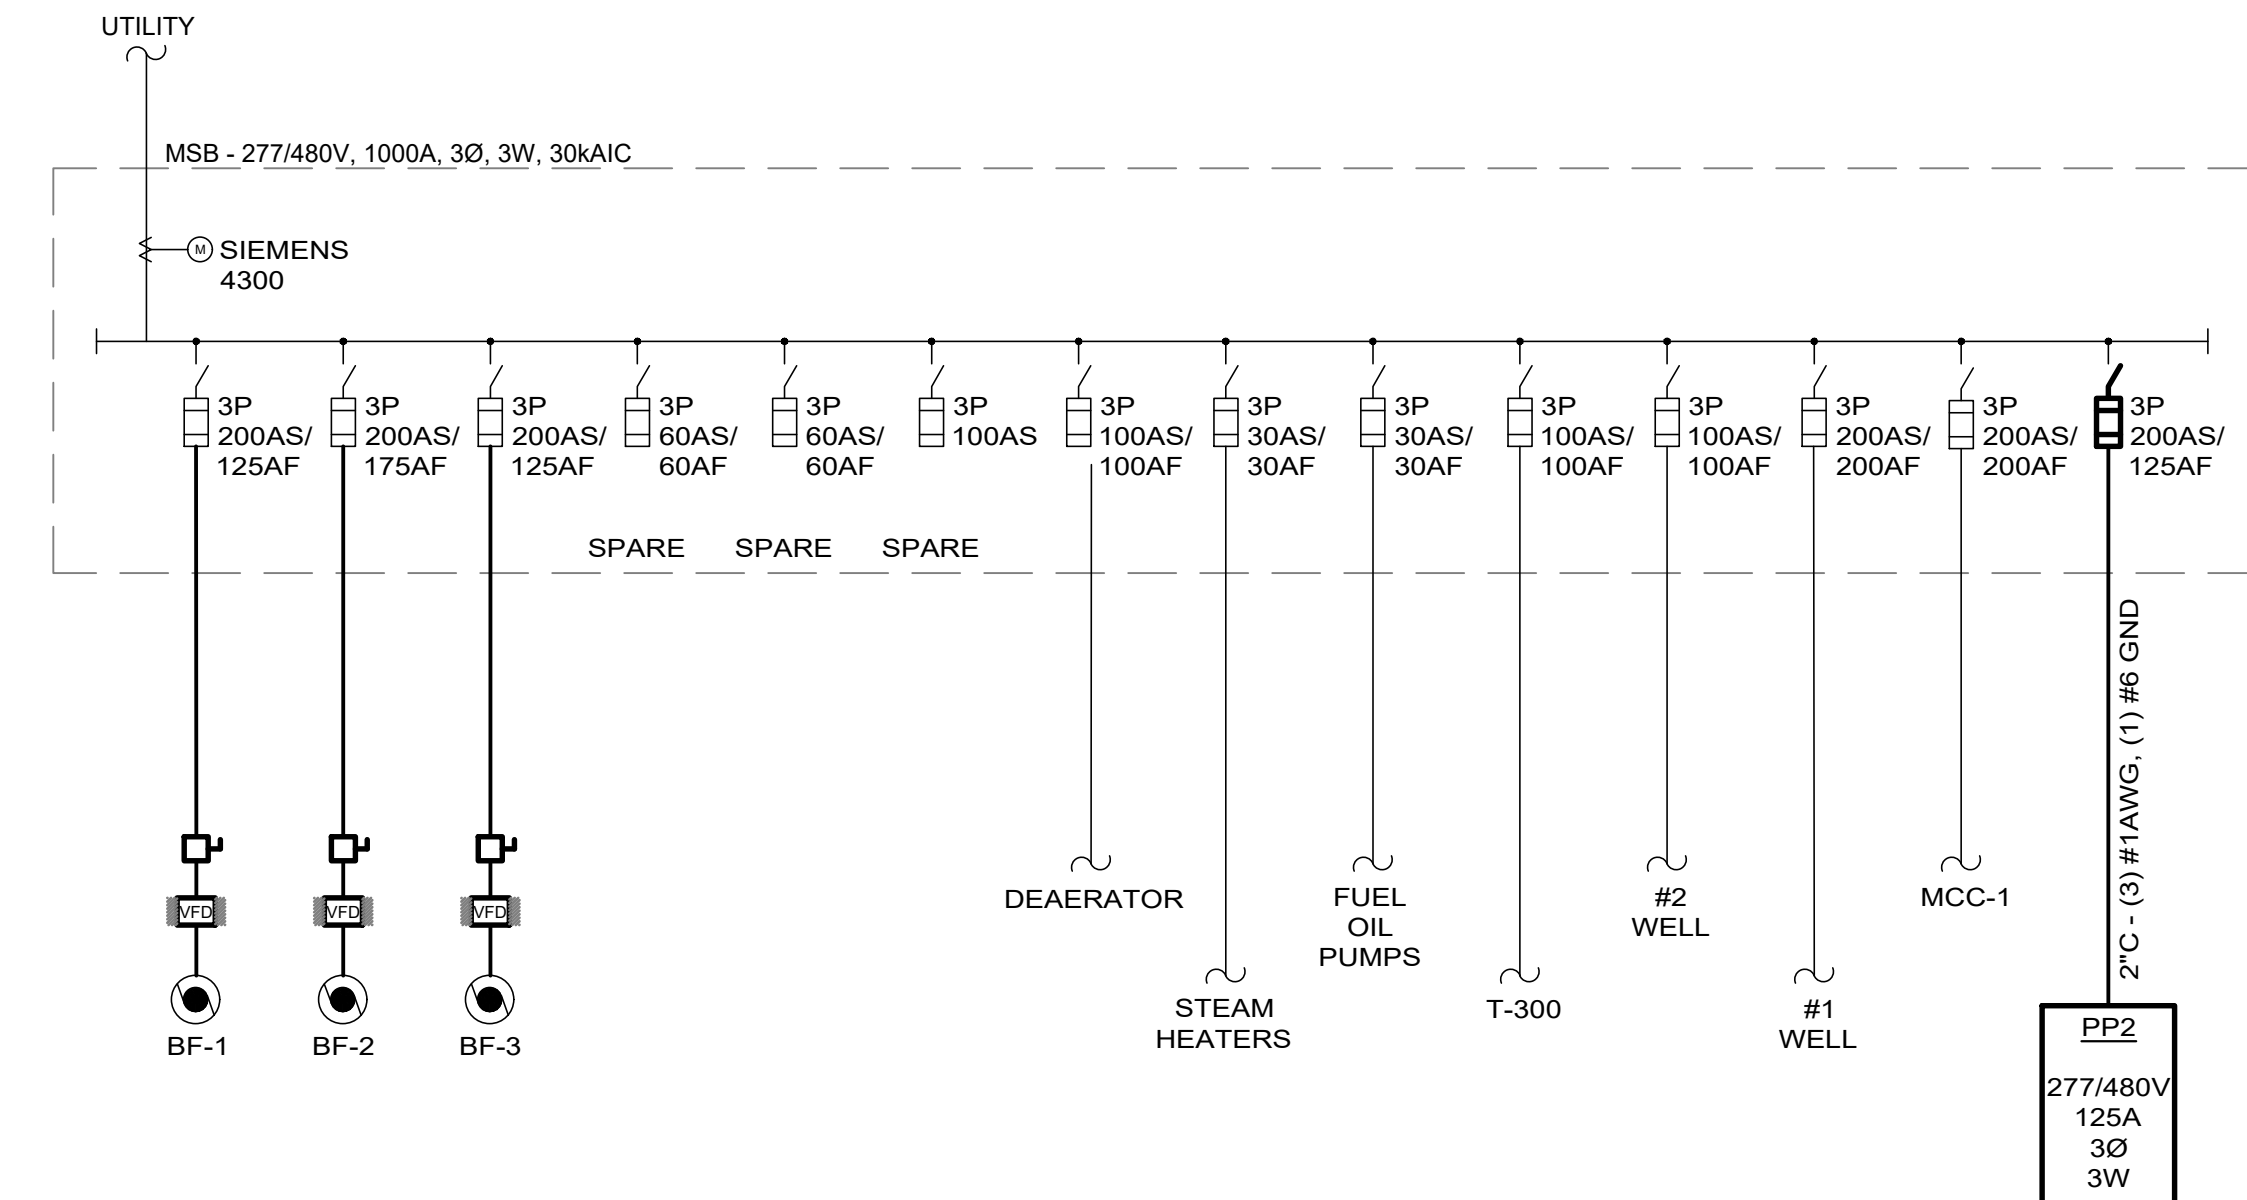 UTILITY
MSB - 277/480V, 1000A, 3Ø, 3W, 30kAIC
M
SIEMENS
4300
3P
200AS/
125AF
3P
200AS/
175AF
3P
200AS/
125AF
3P
60AS/
60AF
3P
60AS/
60AF
3P
100AS
3P
100AS/
100AF
3P
30AS/
30AF
3P
30AS/
30AF
3P
100AS/
100AF
3P
100AS/
100AF
3P
200AS/
200AF
3P
200AS/
200AF
3P
200AS/
125AF
SPARE
SPARE
SPARE
2"C - (3) #1AWG, (1) #6 GND
VFD
VFD
VFD
BF-1
BF-2
BF-3
DEAERATOR
STEAM
HEATERS
FUEL
OIL
PUMPS
T-300
#2
WELL
#1
WELL
MCC-1
PP2
277/480V
125A
3Ø
3W